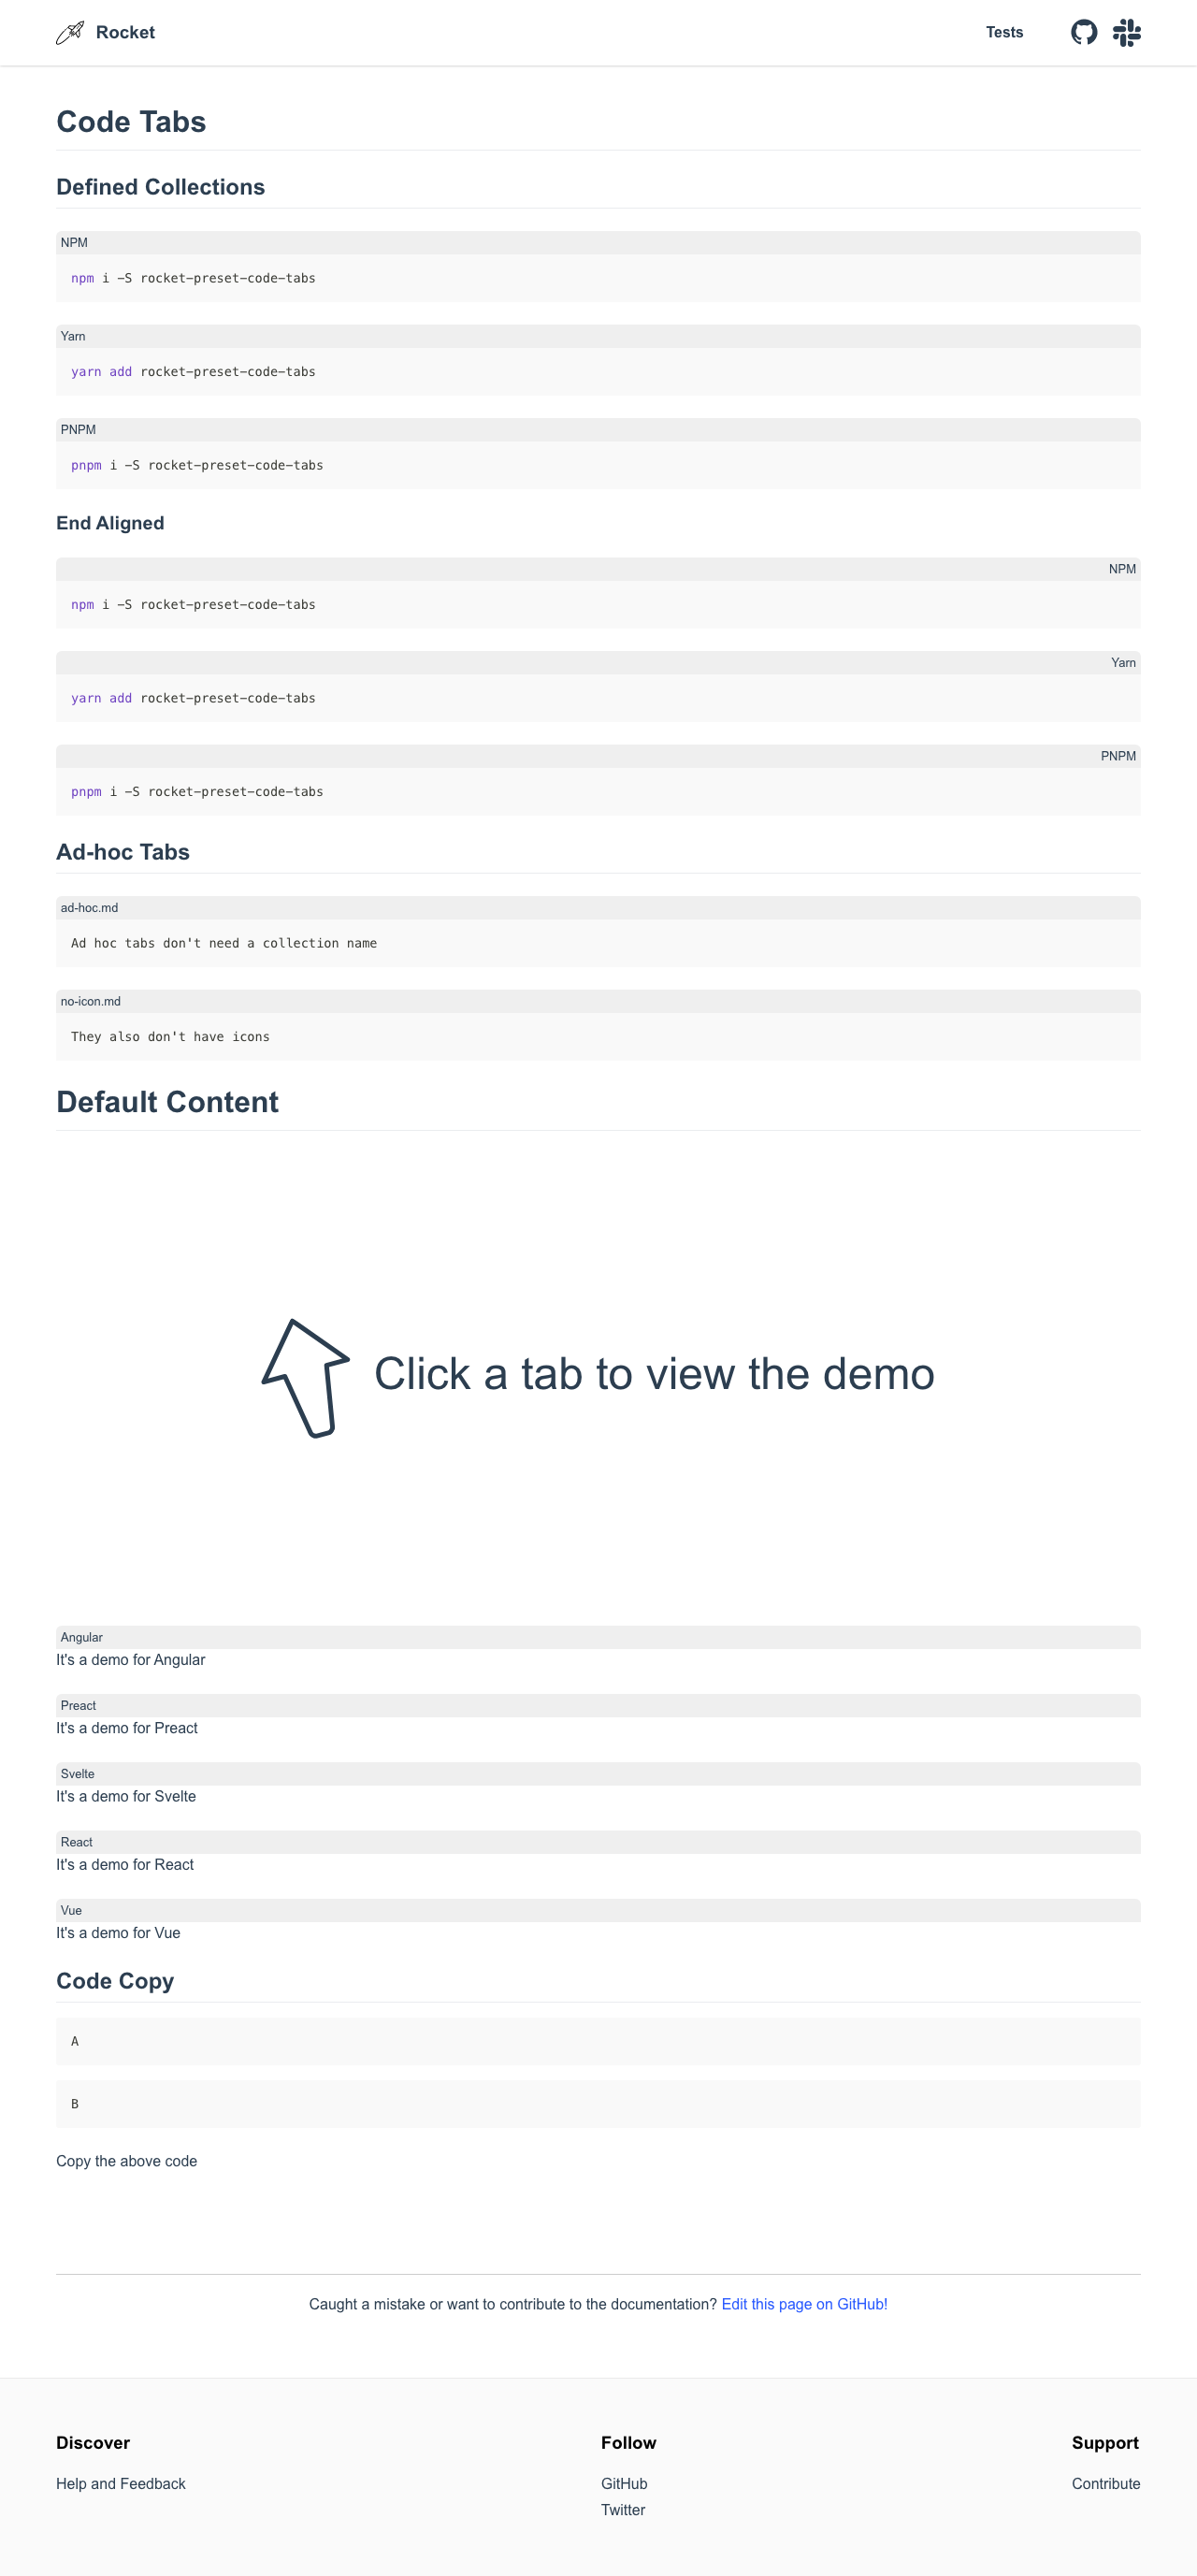 Rocket
Tests
Code Tabs
Defined Collections
NPM
npm i -S rocket-preset-code-tabs
Yarn
yarn add rocket-preset-code-tabs
PNPM
pnpm i -S rocket-preset-code-tabs
End Aligned
NPM
npm i -S rocket-preset-code-tabs
Yarn
yarn add rocket-preset-code-tabs
PNPM
pnpm i -S rocket-preset-code-tabs
Ad-hoc Tabs
ad-hoc.md
Ad hoc tabs don't need a collection name
no-icon.md
They also don't have icons
Default Content
Click a tab to view the demo
Angular
It's a demo for Angular
Preact
It's a demo for Preact
Svelte
It's a demo for Svelte
React
It's a demo for React
Vue
It's a demo for Vue
Code Copy
A
B
Copy the above code
Caught a mistake or want to contribute to the documentation? Edit this page on GitHub!
Discover
Help and Feedback
Follow
GitHub
Twitter
Support
Contribute